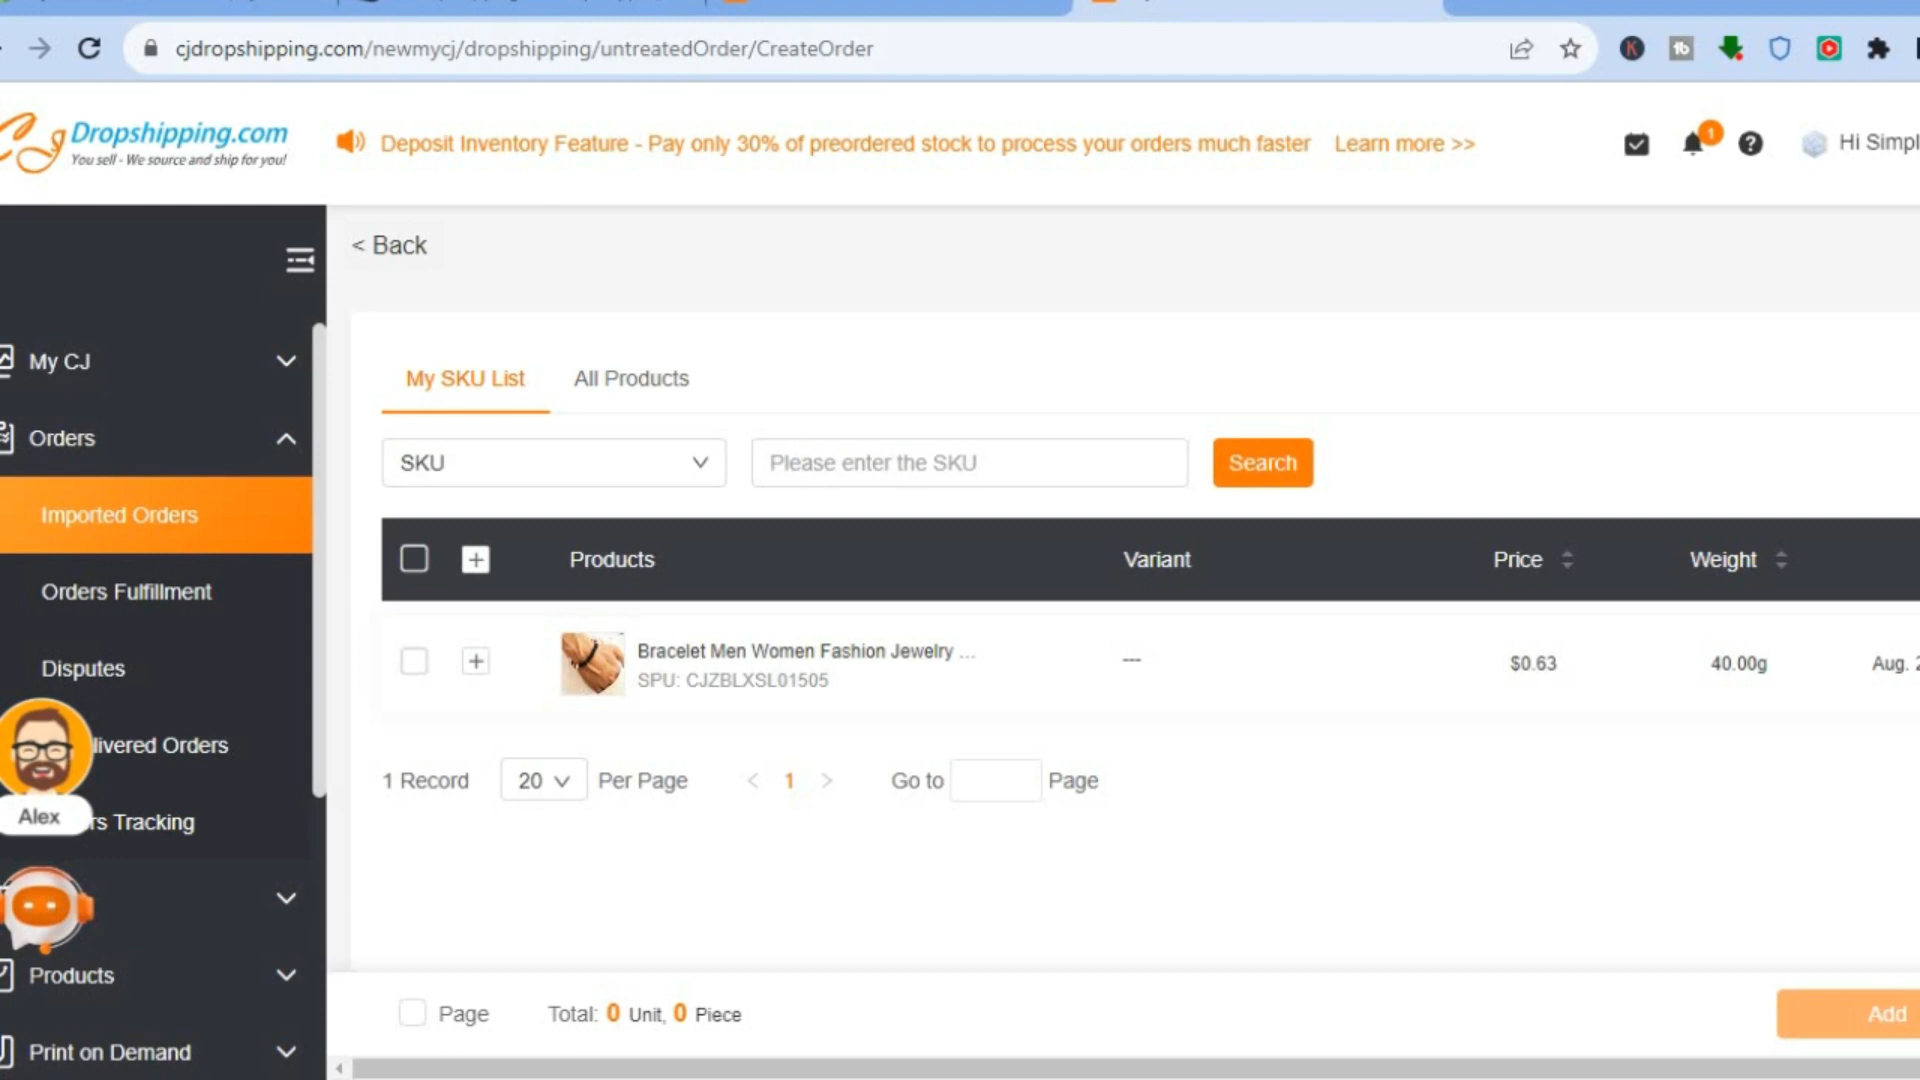 cjdropshipping.com/newmycj/dropshipping/untreatedOrder/CreateOrder
Cj Dropshipping.com
You sell - We source and ship for you!
Deposit Inventory Feature - Pay only 30% of preordered stock to process your orders much faster Learn more >>
1
Hi Simpl
< Back
My CJ
Orders
Imported Orders
Orders Fulfillment
Disputes
livered Orders
Alex
rs Tracking
Products
Print on Demand
My SKU List All Products
SKU Please enter the SKU Search
Products Variant Price Weight
Bracelet Men Women Fashion Jewelry ...
SPU: CJZBLXSL01505
--- $0.63 40.00g Aug. 2
1 Record 20 Per Page < 1 > Go to Page
Page Total: 0 Unit, 0 Piece Add